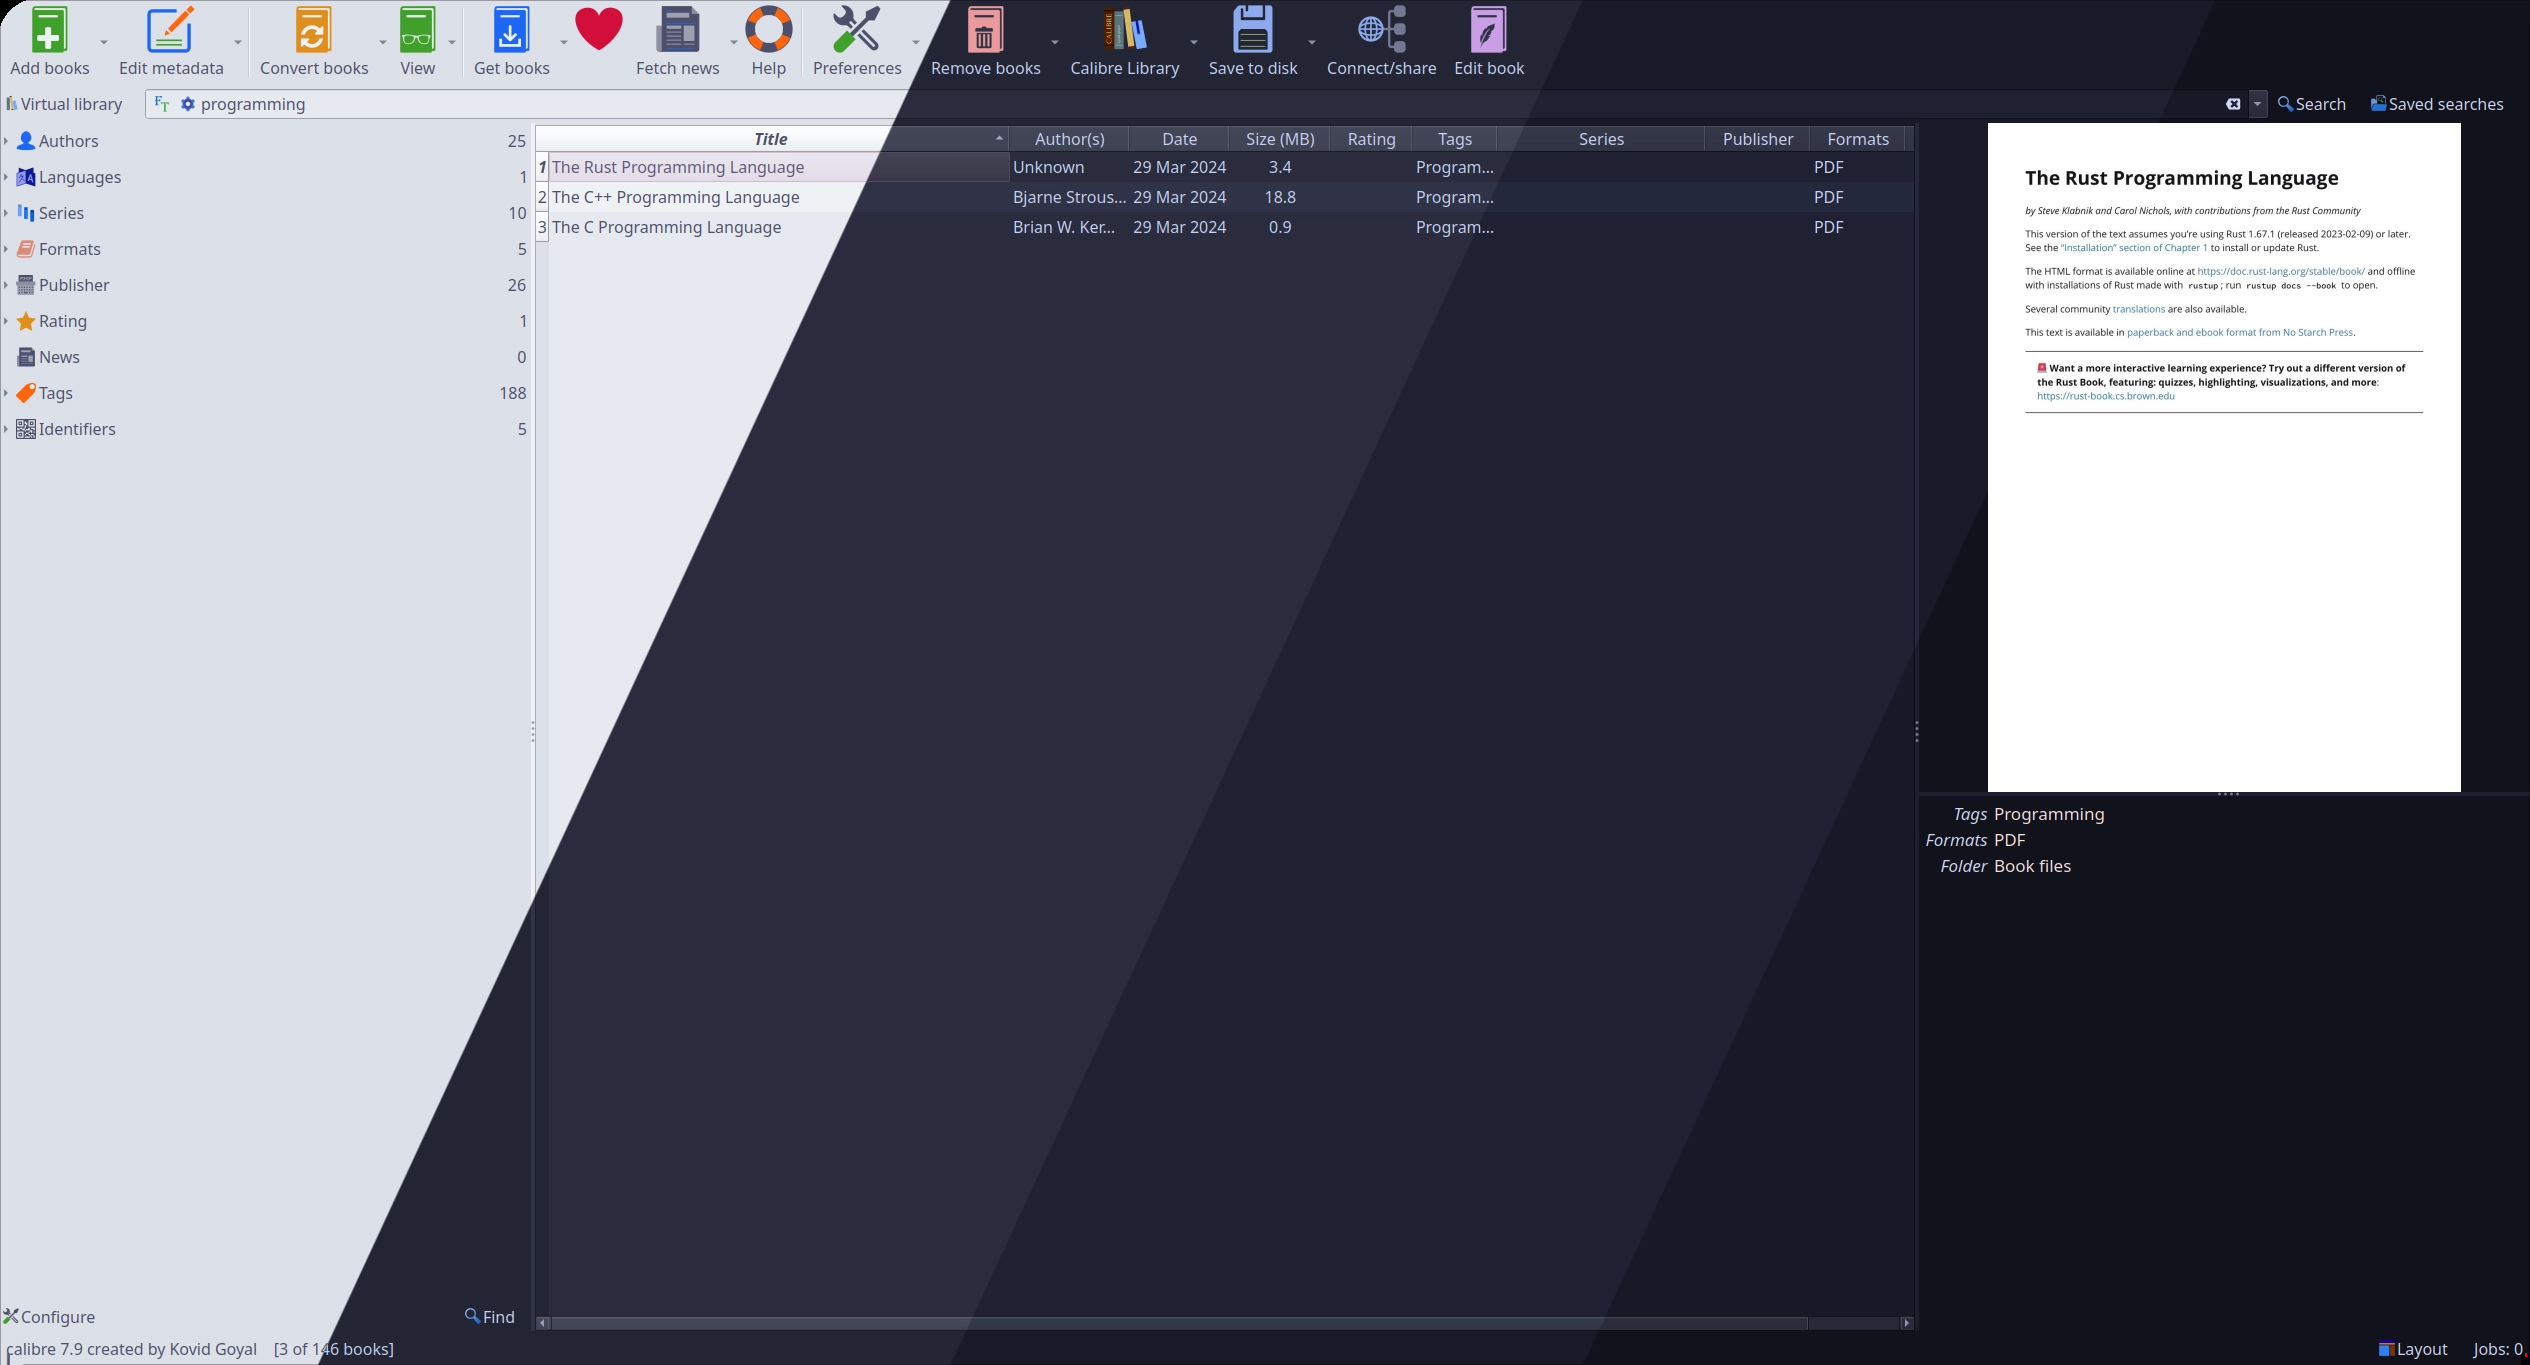 Add books Edit metadata Convert books View Get books Fetch news Help Preferences Remove books Calibre Library Save to disk Connect/share Edit book
Virtual library FT programming Search Saved searches
Authors 25
Languages 1
Series 10
Formats 5
Publisher 26
Rating 1
News 0
Tags 188
Identifiers 5
Configure Find
Title Author(s) Date Size (MB) Rating Tags Series Publisher Formats
1 The Rust Programming Language Unknown 29 Mar 2024 3.4 Program... PDF
2 The C++ Programming Language Bjarne Strous... 29 Mar 2024 18.8 Program... PDF
3 The C Programming Language Brian W. Ker... 29 Mar 2024 0.9 Program... PDF
The Rust Programming Language
by Steve Klabnik and Carol Nichols, with contributions from the Rust Community
This version of the text assumes you're using Rust 1.67.1 (released 2023-02-09) or later.
See the "Installation" section of Chapter 1 to install or update Rust.
The HTML format is available online at https://doc.rust-lang.org/stable/book/ and offline
with installations of Rust made with rustup; run rustup docs --book to open.
Several community translations are also available.
This text is available in paperback and ebook format from No Starch Press.
🚨 Want a more interactive learning experience? Try out a different version of
the Rust Book, featuring: quizzes, highlighting, visualizations, and more:
https://rust-book.cs.brown.edu
Tags Programming
Formats PDF
Folder Book files
calibre 7.9 created by Kovid Goyal [3 of 146 books] Layout Jobs: 0